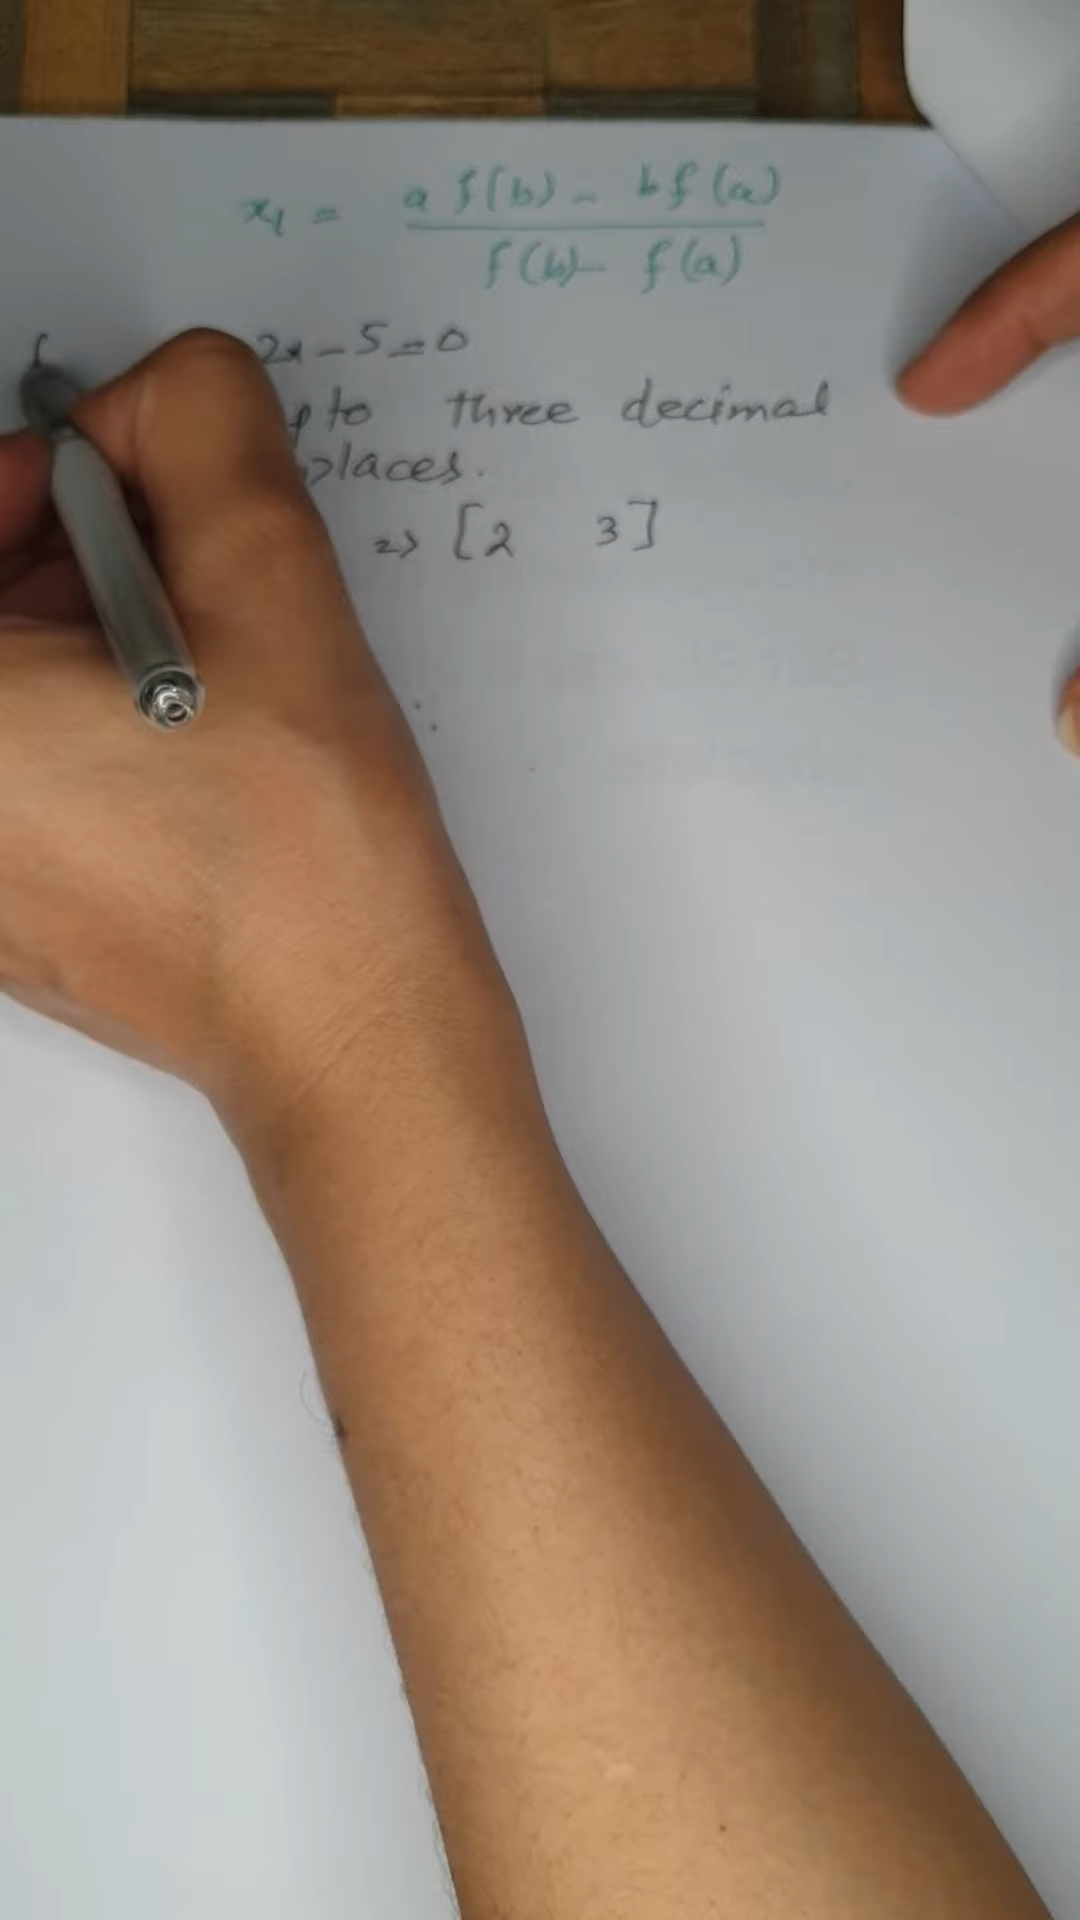 x₁ = a f(b) - b f(a) / f(b) - f(a)
2x - 5 = 0
to three decimal
places.
=> [2 3]